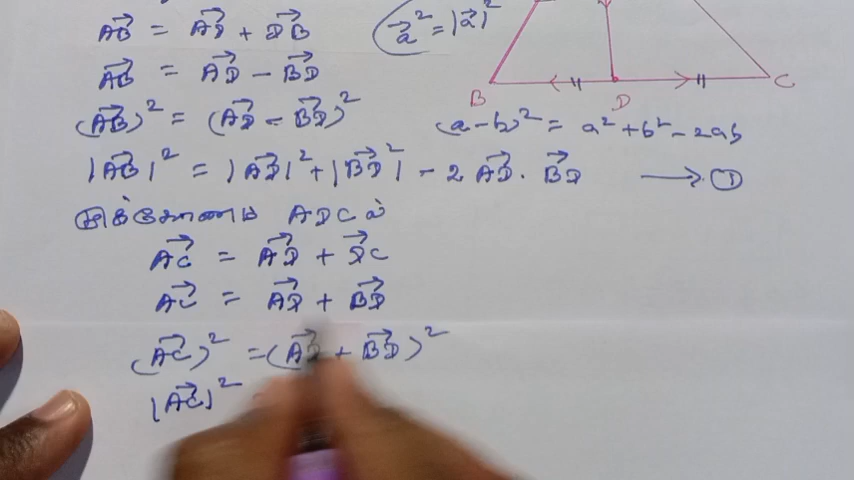 AB⃗ = AD⃗ + DB⃗
a⃗² = |a⃗|²
AB⃗ = AD⃗ - BD⃗
B D C
(AB⃗)² = (AD⃗ - BD⃗)²
(a-b)² = a²+b²-2ab
|AB⃗|² = |AD⃗|² + |BD⃗|² - 2 AD⃗ . BD⃗ → ①
முக்கோணம் ADC ல்
AC⃗ = AD⃗ + DC⃗
AC⃗ = AD⃗ + BD⃗
(AC⃗)² = (AD⃗ + BD⃗)²
|AC⃗|²